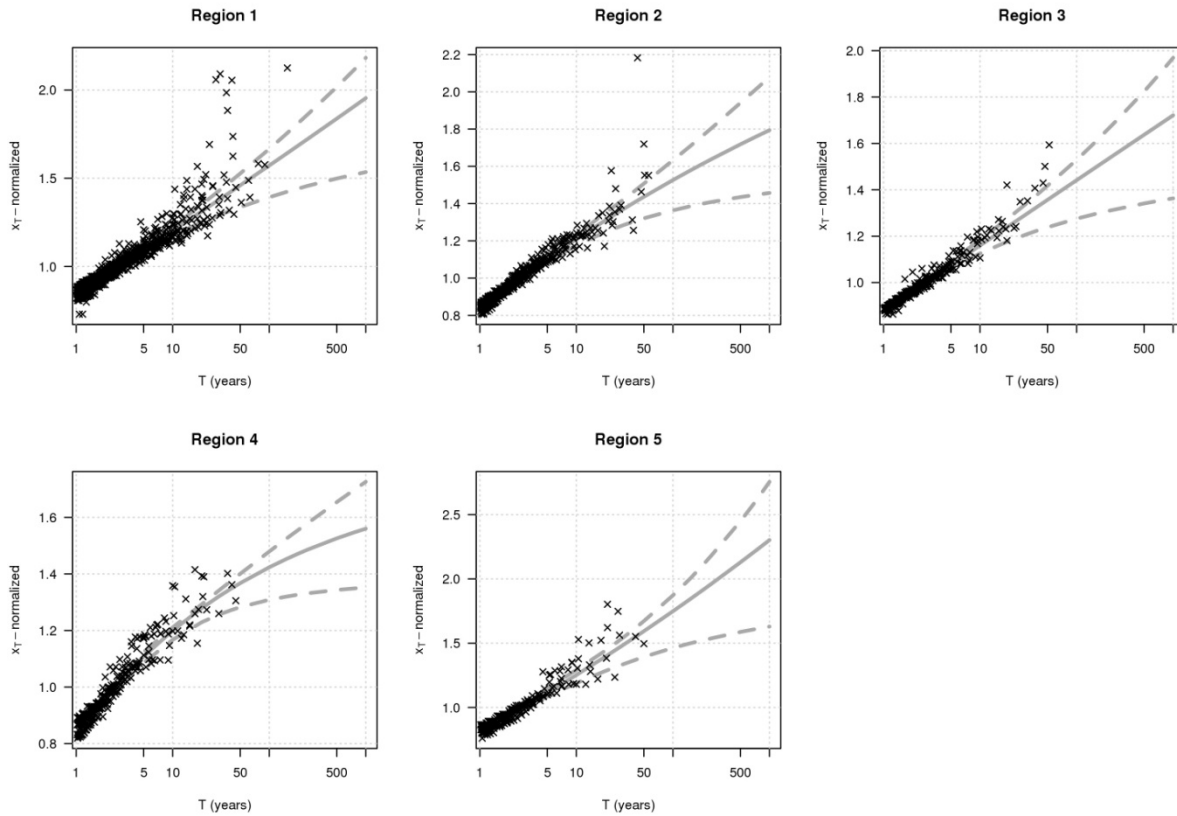 Region 1
2.0
1.5
1.0
x_T – normalized
1 5 10 50 500
T (years)
Region 2
2.2
2.0
1.8
1.6
1.4
1.2
1.0
0.8
x_T – normalized
1 5 10 50 500
T (years)
Region 3
2.0
1.8
1.6
1.4
1.2
1.0
x_T – normalized
1 5 10 50 500
T (years)
Region 4
1.6
1.4
1.2
1.0
0.8
x_T – normalized
1 5 10 50 500
T (years)
Region 5
2.5
2.0
1.5
1.0
x_T – normalized
1 5 10 50 500
T (years)